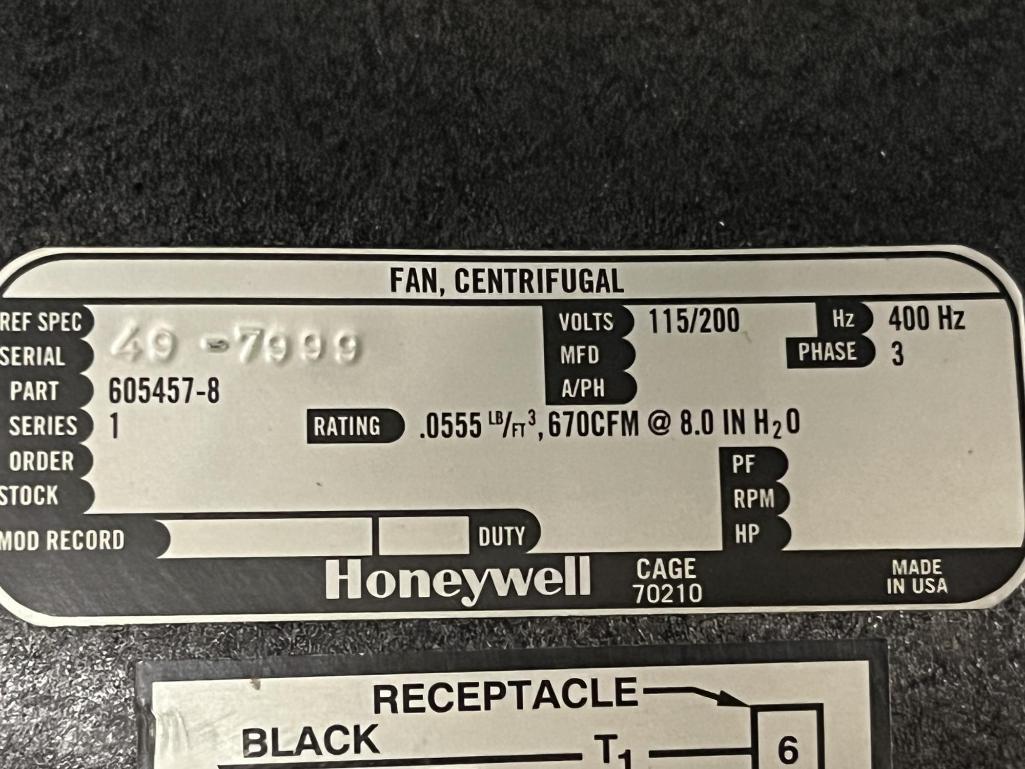 FAN, CENTRIFUGAL
REF SPEC
SERIAL 49-7999
PART 605457-8
SERIES 1
ORDER
STOCK
MOD RECORD
VOLTS 115/200 Hz 400 Hz
MFD PHASE 3
A/PH
RATING .0555 LB/FT³, 670CFM @ 8.0 IN H₂O
PF
RPM
HP
DUTY
Honeywell CAGE 70210 MADE IN USA
RECEPTACLE
BLACK T₁ 6